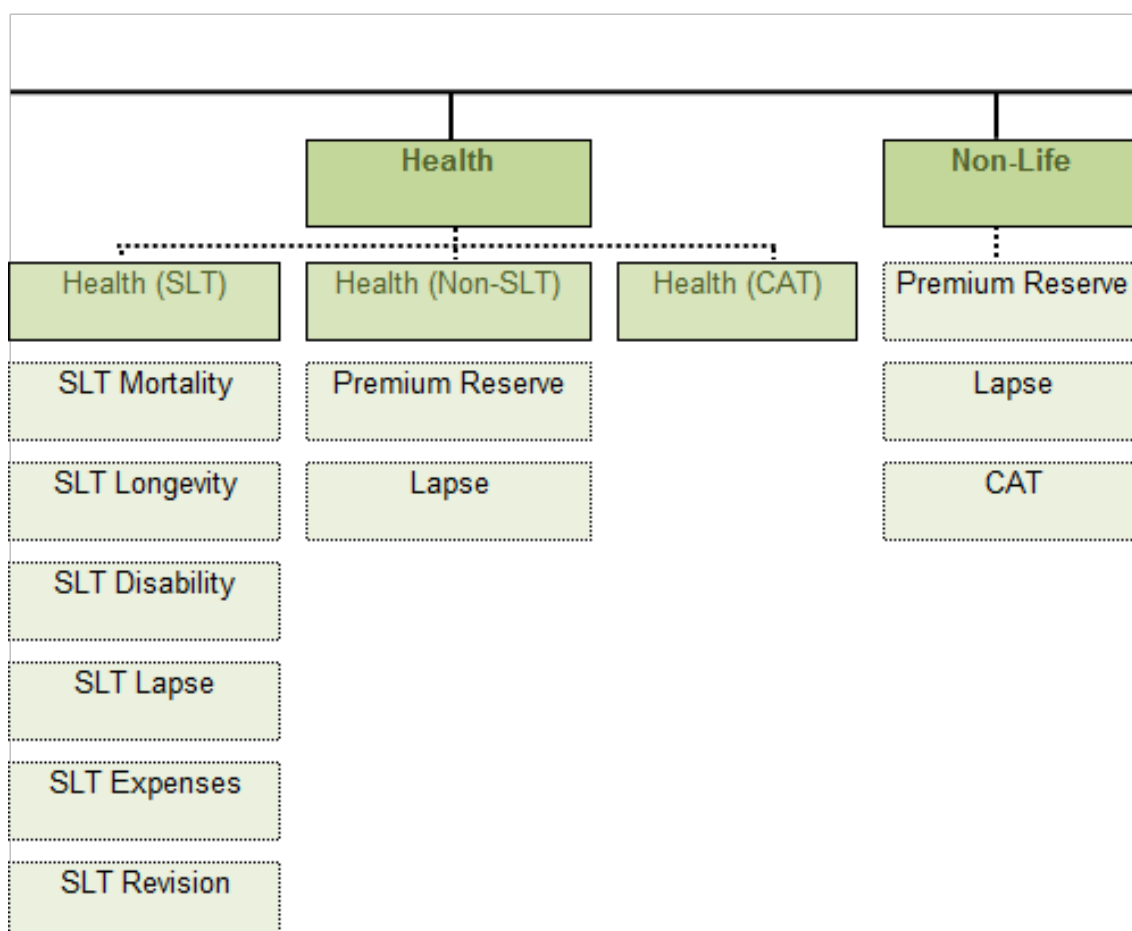 Health
Non-Life
Health (SLT)
Health (Non-SLT)
Health (CAT)
Premium Reserve
SLT Mortality
Premium Reserve
Lapse
SLT Longevity
Lapse
CAT
SLT Disability
SLT Lapse
SLT Expenses
SLT Revision